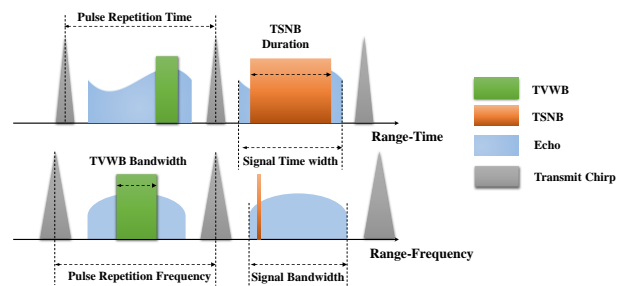 Pulse Repetition Time
TSNB
Duration
TVWB
TSNB
Range-Time
Echo
TVWB Bandwidth
Signal Time width
Transmit Chirp
Range-Frequency
Pulse Repetition Frequency
Signal Bandwidth